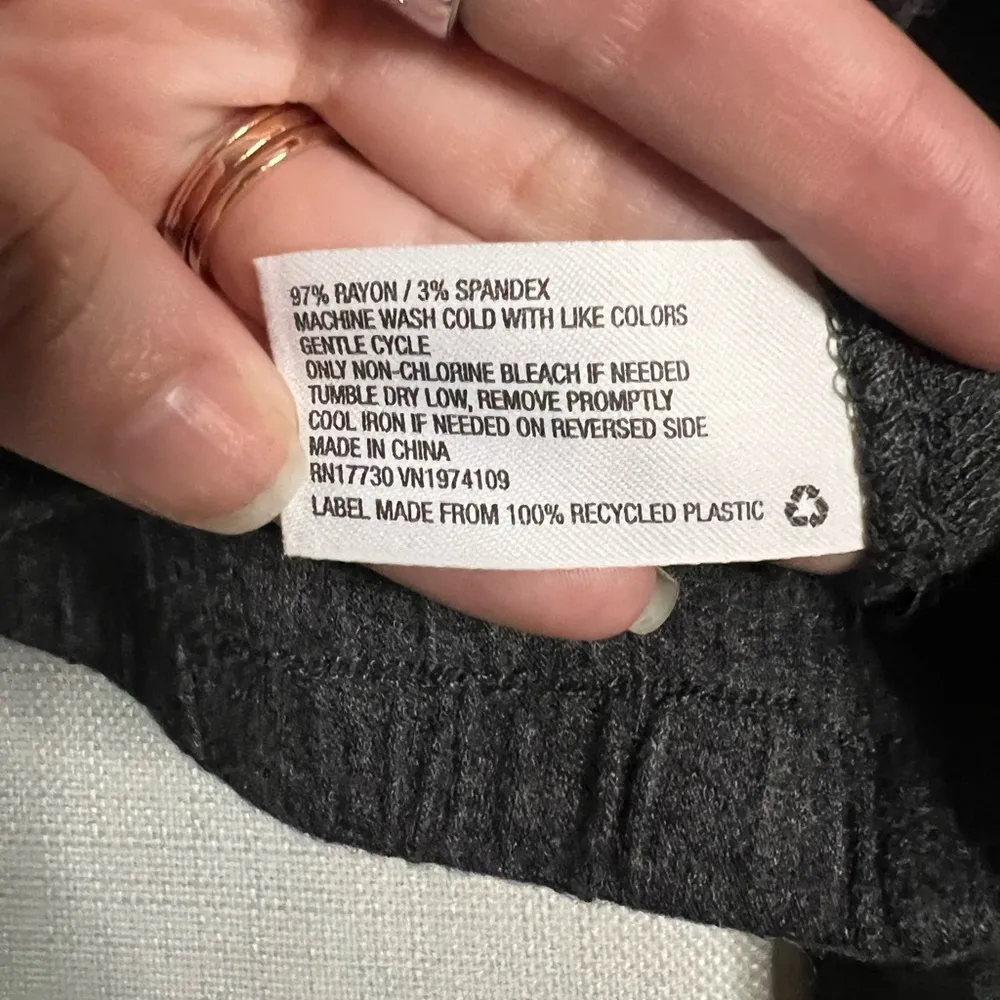 97% RAYON / 3% SPANDEX
MACHINE WASH COLD WITH LIKE COLORS
GENTLE CYCLE
ONLY NON-CHLORINE BLEACH IF NEEDED
TUMBLE DRY LOW, REMOVE PROMPTLY
COOL IRON IF NEEDED ON REVERSED SIDE
MADE IN CHINA
RN17730 VN1974109
LABEL MADE FROM 100% RECYCLED PLASTIC